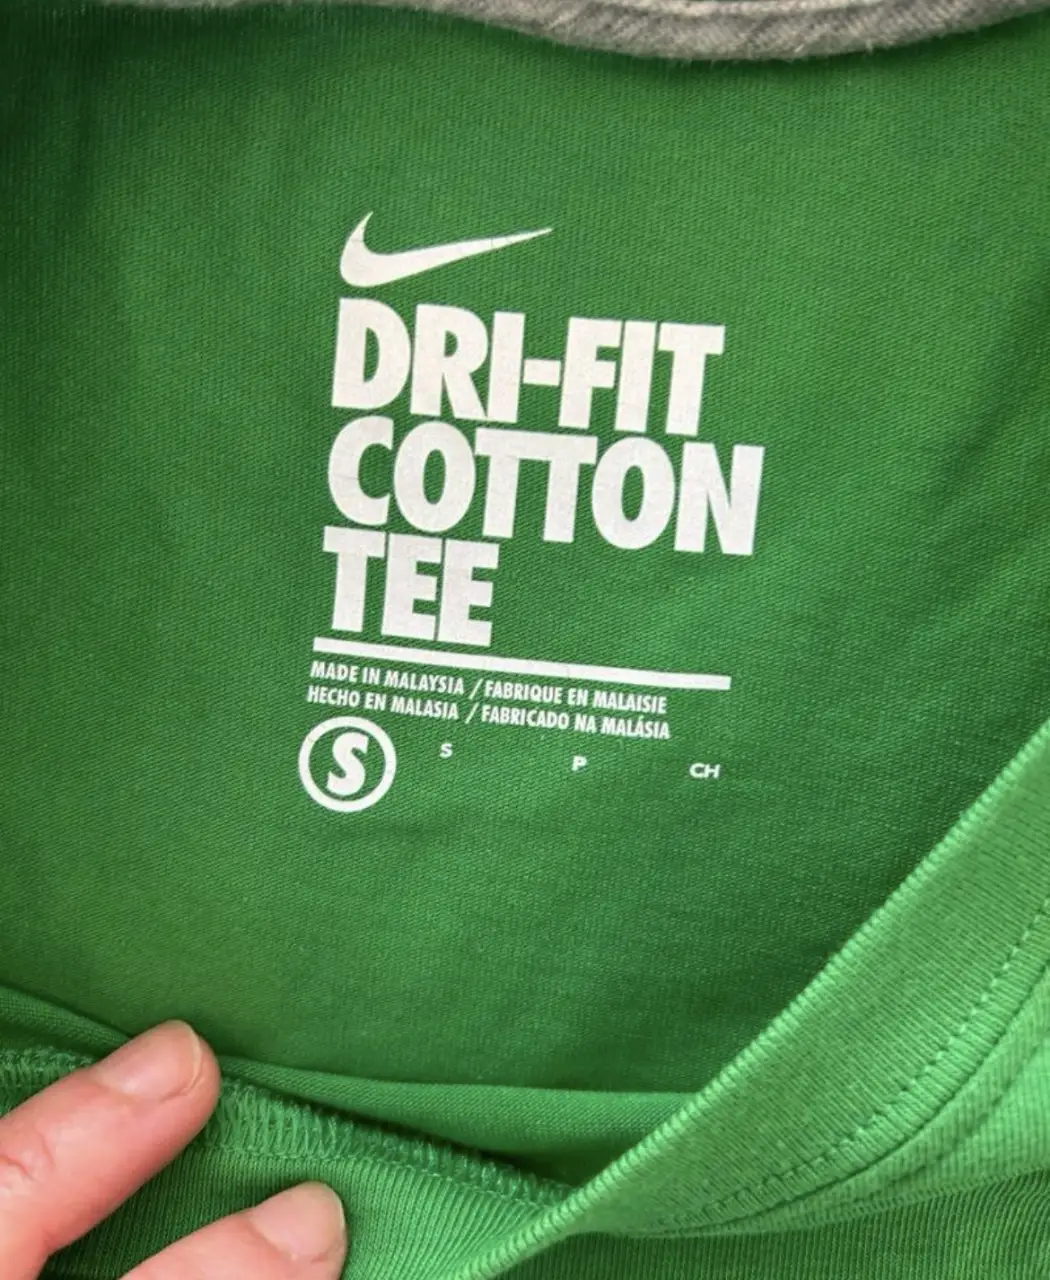 DRI-FIT
COTTON
TEE
MADE IN MALAYSIA / FABRIQUE EN MALAISIE
HECHO EN MALASIA / FABRICADO NA MALÁSIA
S S P CH